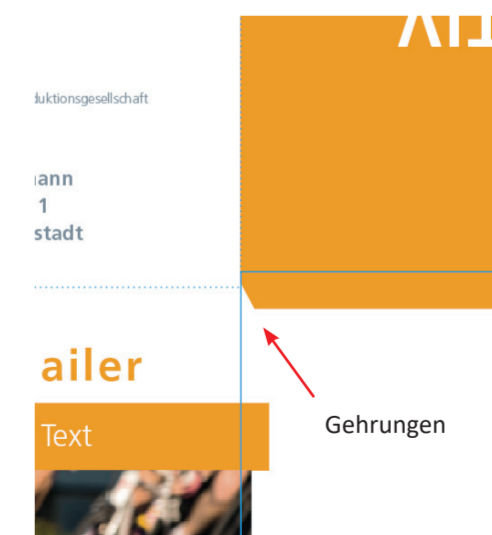 duktionsgesellschaft
ann
1
stadt
ailer
Text
Gehrungen